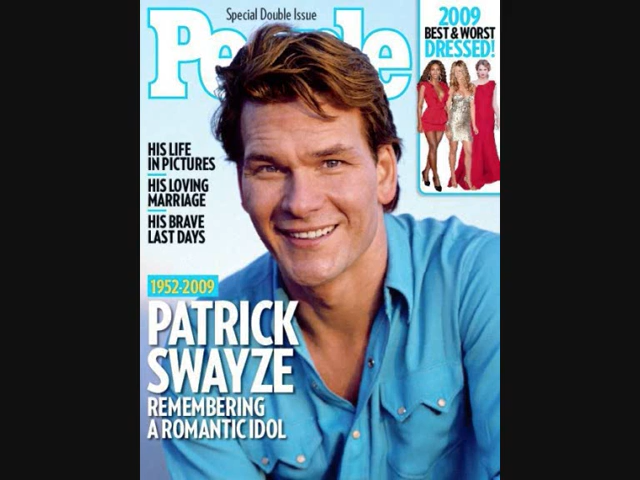 Special Double Issue
People
2009
BEST & WORST
DRESSED!
HIS LIFE
IN PICTURES
HIS LOVING
MARRIAGE
HIS BRAVE
LAST DAYS
1952-2009
PATRICK
SWAYZE
REMEMBERING
A ROMANTIC IDOL